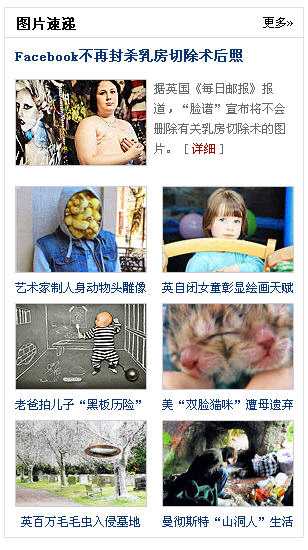 图片速递
更多»
Facebook不再封杀乳房切除术后照
据英国《每日邮报》报
道，“脸谱”宣布将不会
删除有关乳房切除术的图
片。 [ 详细 ]
艺术家制人身动物头雕像
英自闭女童彰显绘画天赋
老爸拍儿子“黑板历险”
美“双脸猫咪”遭母遗弃
英百万毛毛虫入侵墓地
曼彻斯特“山洞人”生活